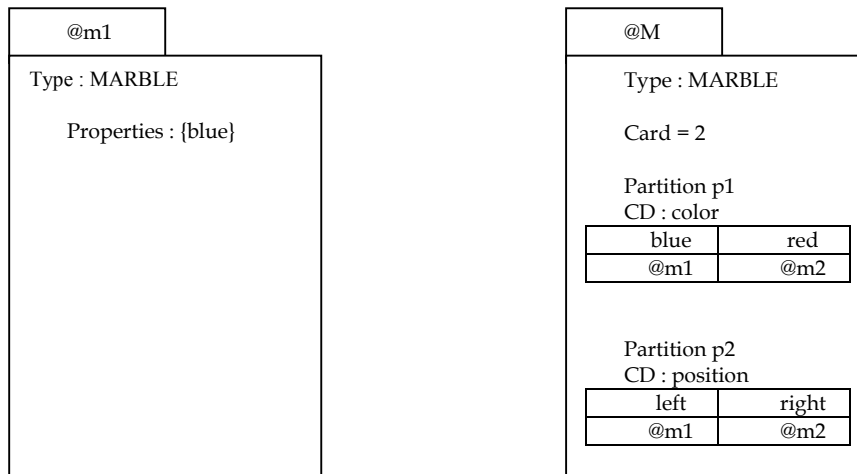 @m1
Type : MARBLE
Properties : {blue}
@M
Type : MARBLE
Card = 2
Partition p1
CD : color
blue red
@m1 @m2
Partition p2
CD : position
left right
@m1 @m2